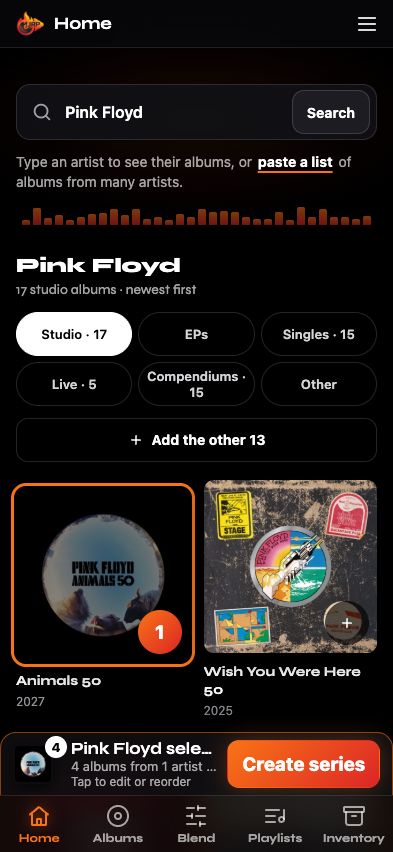 Home
Pink Floyd
Search
Type an artist to see their albums, or paste a list of
albums from many artists.
Pink Floyd
17 studio albums · newest first
Studio · 17
EPs
Singles · 15
Live · 5
Compendiums ·
15
Other
+ Add the other 13
PINK FLOYD
ANIMALS 50
1
PINK FLOYD
STAGE
PINK FLOYD
+
Animals 50
2027
Wish You Were Here
50
2025
4
Pink Floyd sele...
4 albums from 1 artist ...
Tap to edit or reorder
Create series
Home
Albums
Blend
Playlists
Inventory